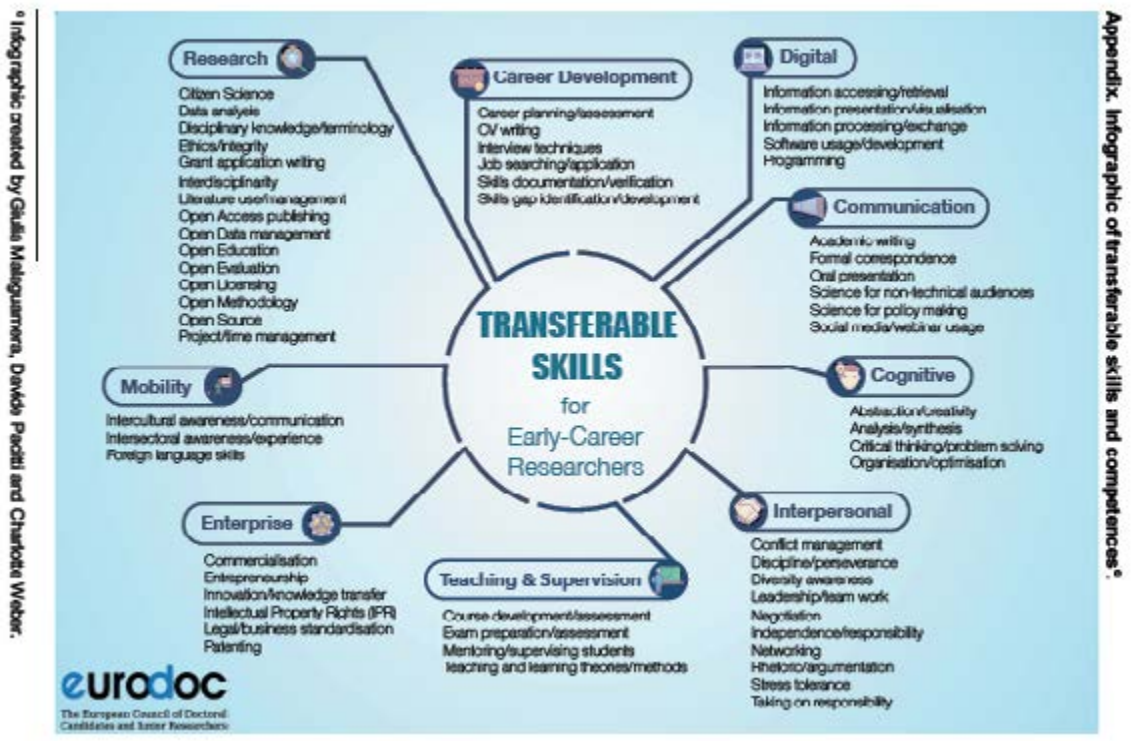 Appendix. Infographic of transferable skills and competences⁶.
Research
Citizen Science
Data analysis
Disciplinary knowledge/terminology
Ethics/integrity
Grant application writing
Interdisciplinarity
Literature use/management
Open Access publishing
Open Data management
Open Education
Open Evaluation
Open Licensing
Open Methodology
Open Source
Project/time management
Career Development
Career planning/assessment
CV writing
Interview techniques
Job searching/application
Skills documentation/verification
Skills gap identification/development
Digital
Information accessing/retrieval
Information presentation/visualisation
Information processing/exchange
Software usage/development
Programming
Communication
Academic writing
Formal correspondence
Oral presentation
Science for non-technical audiences
Science for policy making
Social media/webinar usage
TRANSFERABLE
SKILLS
for
Early-Career
Researchers
Mobility
Intercultural awareness/communication
Intersectoral awareness/experience
Foreign language skills
Cognitive
Abstraction/creativity
Analysis/synthesis
Critical thinking/problem solving
Organisation/optimisation
Enterprise
Commercialisation
Entrepreneurship
Innovation/knowledge transfer
Intellectual Property Rights (IPR)
Legal/business standardisation
Patenting
Teaching & Supervision
Course development/assessment
Exam preparation/assessment
Mentoring/supervising students
Teaching and learning theories/methods
Interpersonal
Conflict management
Discipline/perseverance
Diversity awareness
Leadership/team work
Negotiation
Independence/responsibility
Networking
Rhetoric/argumentation
Stress tolerance
Taking on responsibility
eurodoc
The European Council of Doctoral
Candidates and Junior Researchers
⁶ Infographic created by Giulia Malaguarnera, Davide Pacitti and Charlotte Weber.